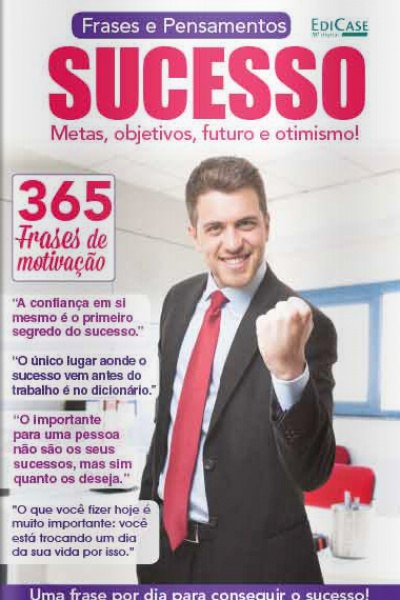 Frases e Pensamentos
EDICASE
SUCESSO
Metas, objetivos, futuro e otimismo!
365
Frases de
motivação
“A confiança em si
mesmo é o primeiro
segredo do sucesso.”
“O único lugar aonde o
sucesso vem antes do
trabalho é no dicionário.”
“O importante
para uma pessoa
não são os seus
sucessos, mas sim
quanto os deseja.”
"O que você fizer hoje é
muito importante: você
está trocando um dia
da sua vida por isso."
Uma frase por dia para conseguir o sucesso!